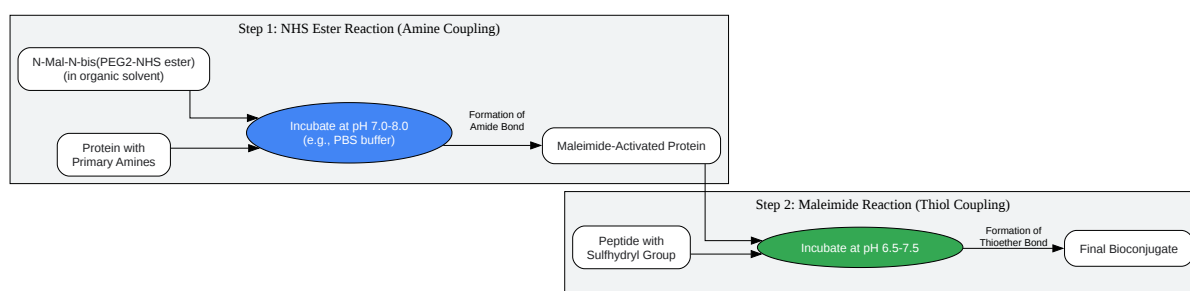 Step 1: NHS Ester Reaction (Amine Coupling)
N-Mal-N-bis(PEG2-NHS ester)
(in organic solvent)
Protein with
Primary Amines
Incubate at pH 7.0-8.0
(e.g., PBS buffer)
Formation of
Amide Bond
Maleimide-Activated Protein
Step 2: Maleimide Reaction (Thiol Coupling)
Peptide with
Sulfhydryl Group
Incubate at pH 6.5-7.5
Formation of
Thioether Bond
Final Bioconjugate